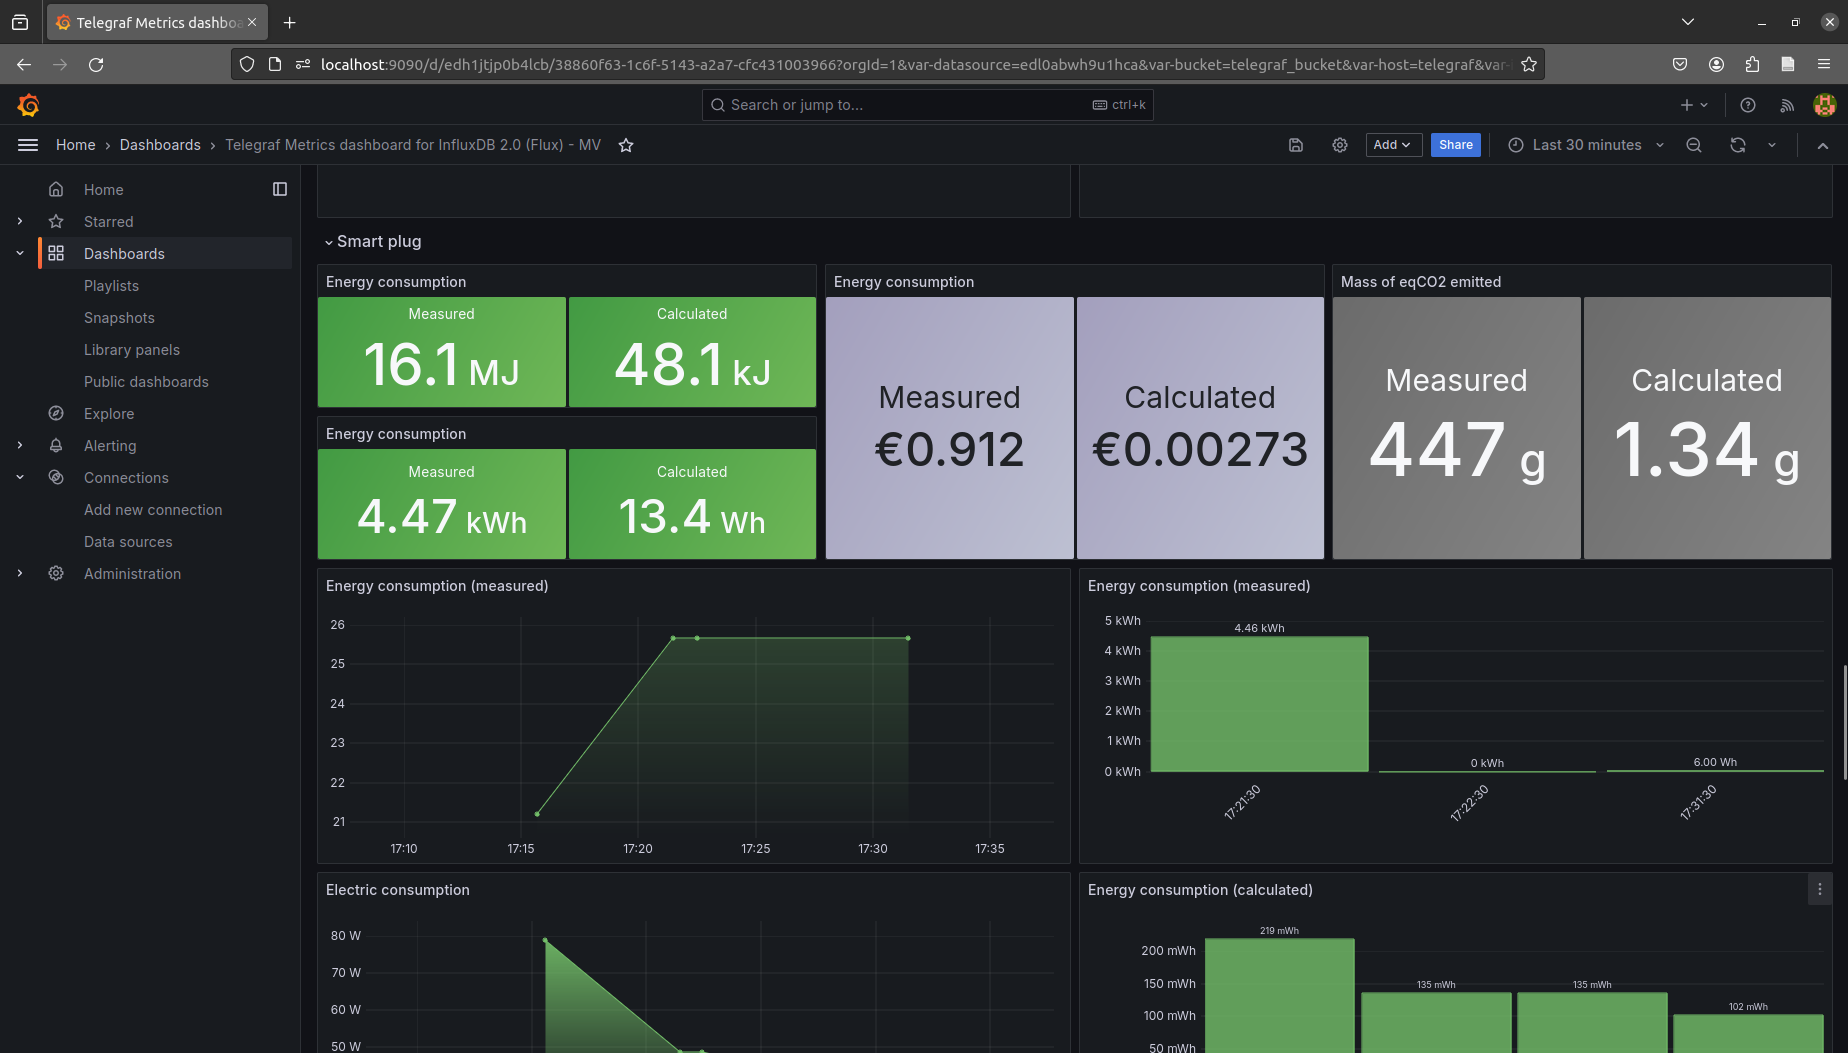 Telegraf Metrics dashboa
localhost:9090/d/edh1jtjp0b4lcb/38860f63-1c6f-5143-a2a7-cfc431003966?orgId=1&var-datasource=edl0abwh9u1hca&var-bucket=telegraf_bucket&var-host=telegraf&var-
Search or jump to...
ctrl+k
Home › Dashboards › Telegraf Metrics dashboard for InfluxDB 2.0 (Flux) - MV
Add
Share
Last 30 minutes
Home
Starred
Dashboards
Playlists
Snapshots
Library panels
Public dashboards
Explore
Alerting
Connections
Add new connection
Data sources
Administration
Smart plug
Energy consumption
Measured
16.1 MJ
Calculated
48.1 kJ
Energy consumption
Measured
4.47 kWh
Calculated
13.4 Wh
Energy consumption
Measured
€0.912
Calculated
€0.00273
Mass of eqCO2 emitted
Measured
447 g
Calculated
1.34 g
Energy consumption (measured)
26
25
24
23
22
21
17:10 17:15 17:20 17:25 17:30 17:35
Energy consumption (measured)
5 kWh
4 kWh
3 kWh
2 kWh
1 kWh
0 kWh
4.46 kWh
0 kWh
6.00 Wh
17:21:30 17:22:30 17:31:30
Electric consumption
80 W
70 W
60 W
50 W
Energy consumption (calculated)
200 mWh
150 mWh
100 mWh
50 mWh
219 mWh
135 mWh
135 mWh
102 mWh